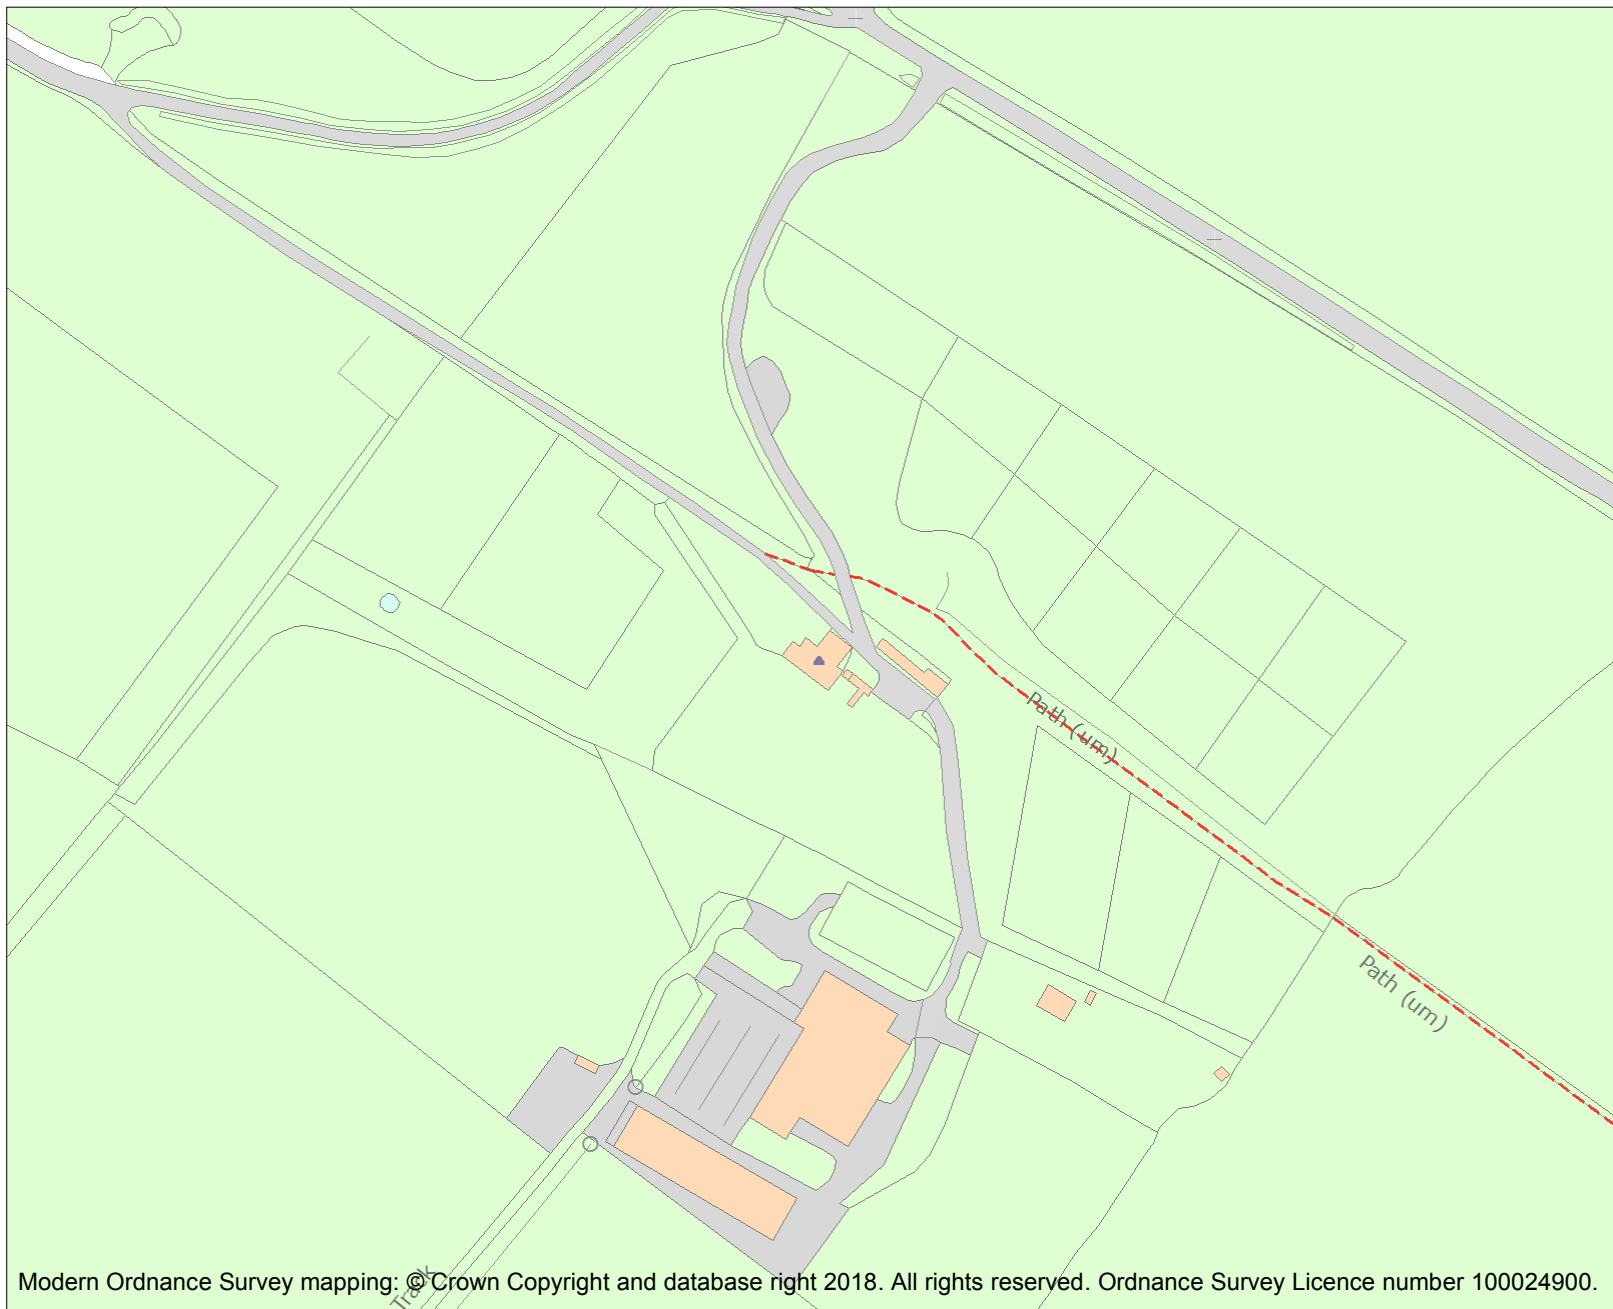 Path (um)
Path (um)
Track
Modern Ordnance Survey mapping: © Crown Copyright and database right 2018. All rights reserved. Ordnance Survey Licence number 100024900.